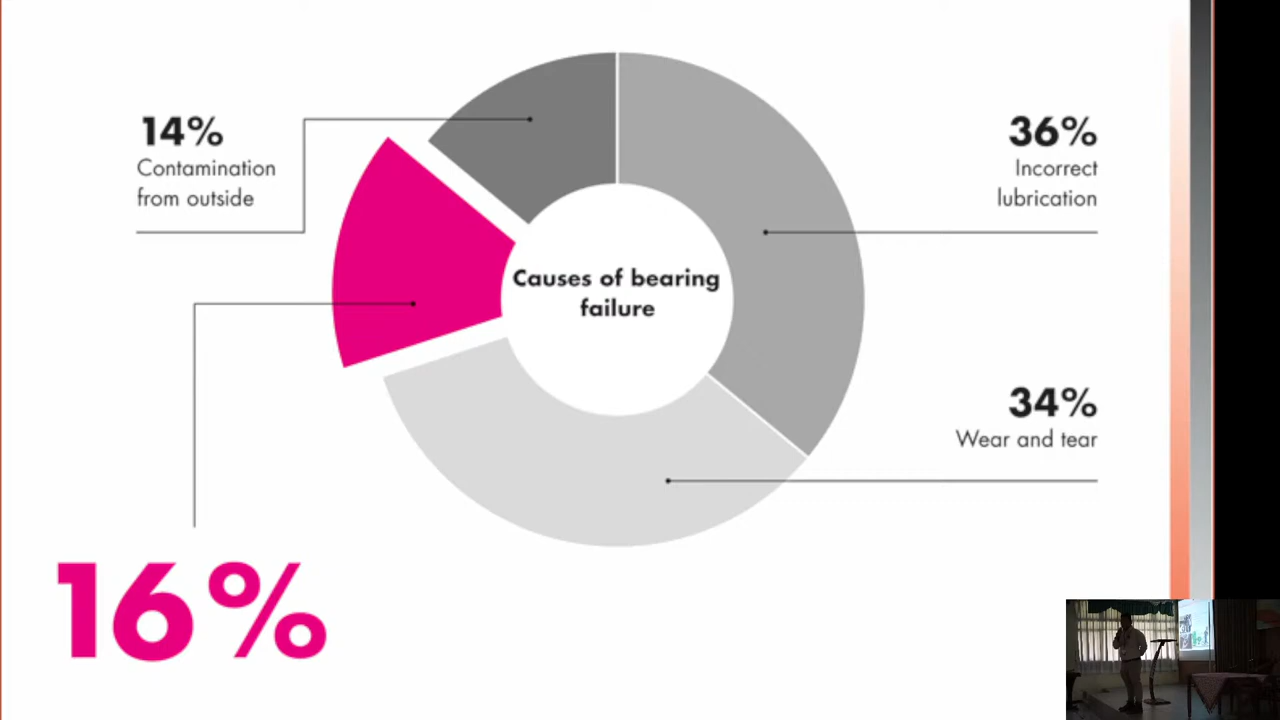 14%
Contamination
from outside
36%
Incorrect
lubrication
Causes of bearing
failure
34%
Wear and tear
16%